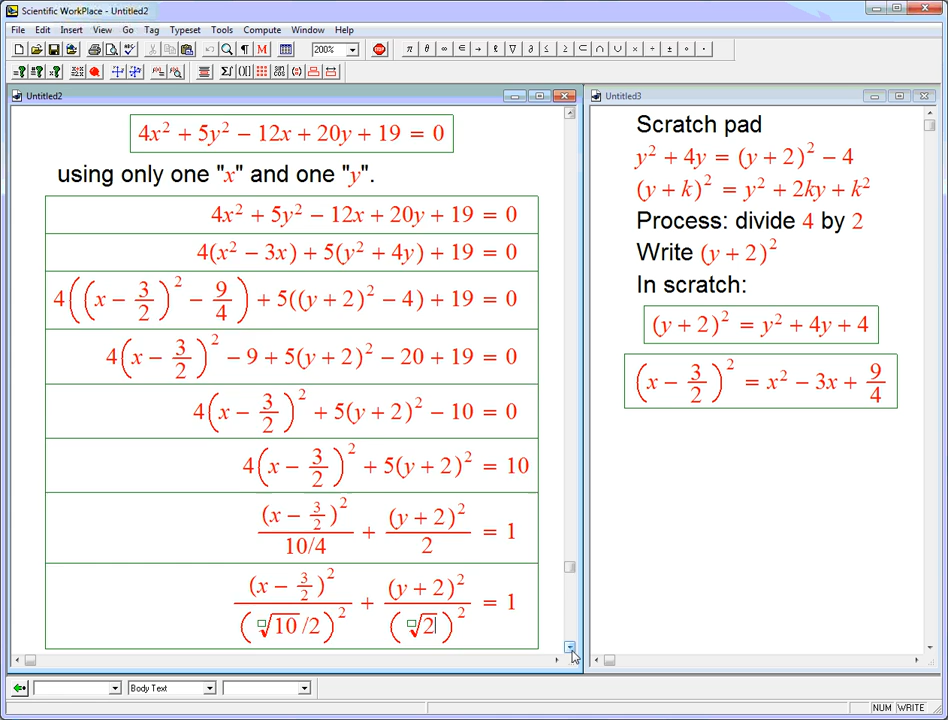 Scientific WorkPlace - Untitled2
File Edit Insert View Go Tag Typeset Tools Compute Window Help
200% STOP π θ ∞ ∈ → ℓ ∇ ∂ ∫ ≤ ≥ ⊂ ∩ ∪ × ÷ ± ∘ ·
Untitled2
4x² + 5y² − 12x + 20y + 19 = 0
using only one "x" and one "y".
4x² + 5y² − 12x + 20y + 19 = 0
4(x² − 3x) + 5(y² + 4y) + 19 = 0
4((x − 3/2)² − 9/4) + 5((y + 2)² − 4) + 19 = 0
4(x − 3/2)² − 9 + 5(y + 2)² − 20 + 19 = 0
4(x − 3/2)² + 5(y + 2)² − 10 = 0
4(x − 3/2)² + 5(y + 2)² = 10
(x − 3/2)²/(10/4) + (y + 2)²/2 = 1
(x − 3/2)²/(√10/2)² + (y + 2)²/(√2)² = 1
Untitled3
Scratch pad
y² + 4y = (y + 2)² − 4
(y + k)² = y² + 2ky + k²
Process: divide 4 by 2
Write (y + 2)²
In scratch:
(y + 2)² = y² + 4y + 4
(x − 3/2)² = x² − 3x + 9/4
Body Text
NUM WRITE